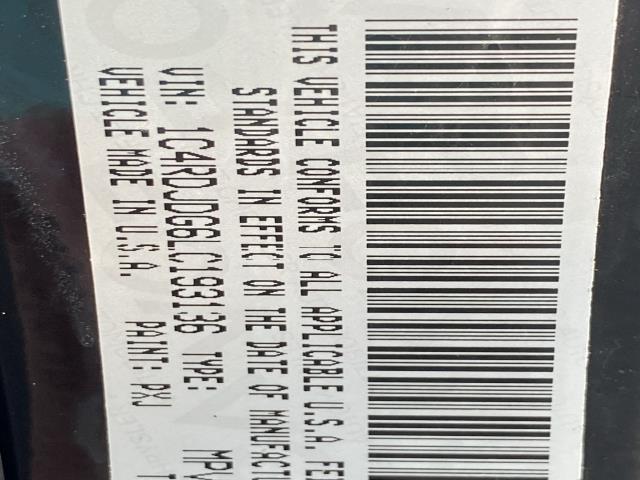 THIS VEHICLE CONFORMS TO ALL APPLICABLE U.S.A. FE
STANDARDS IN EFFECT ON THE DATE OF MANUFACTU
VIN: 1C4RDJDG6LC193136 TYPE: MPV
VEHICLE MADE IN U.S.A. PAINT: PXJ T